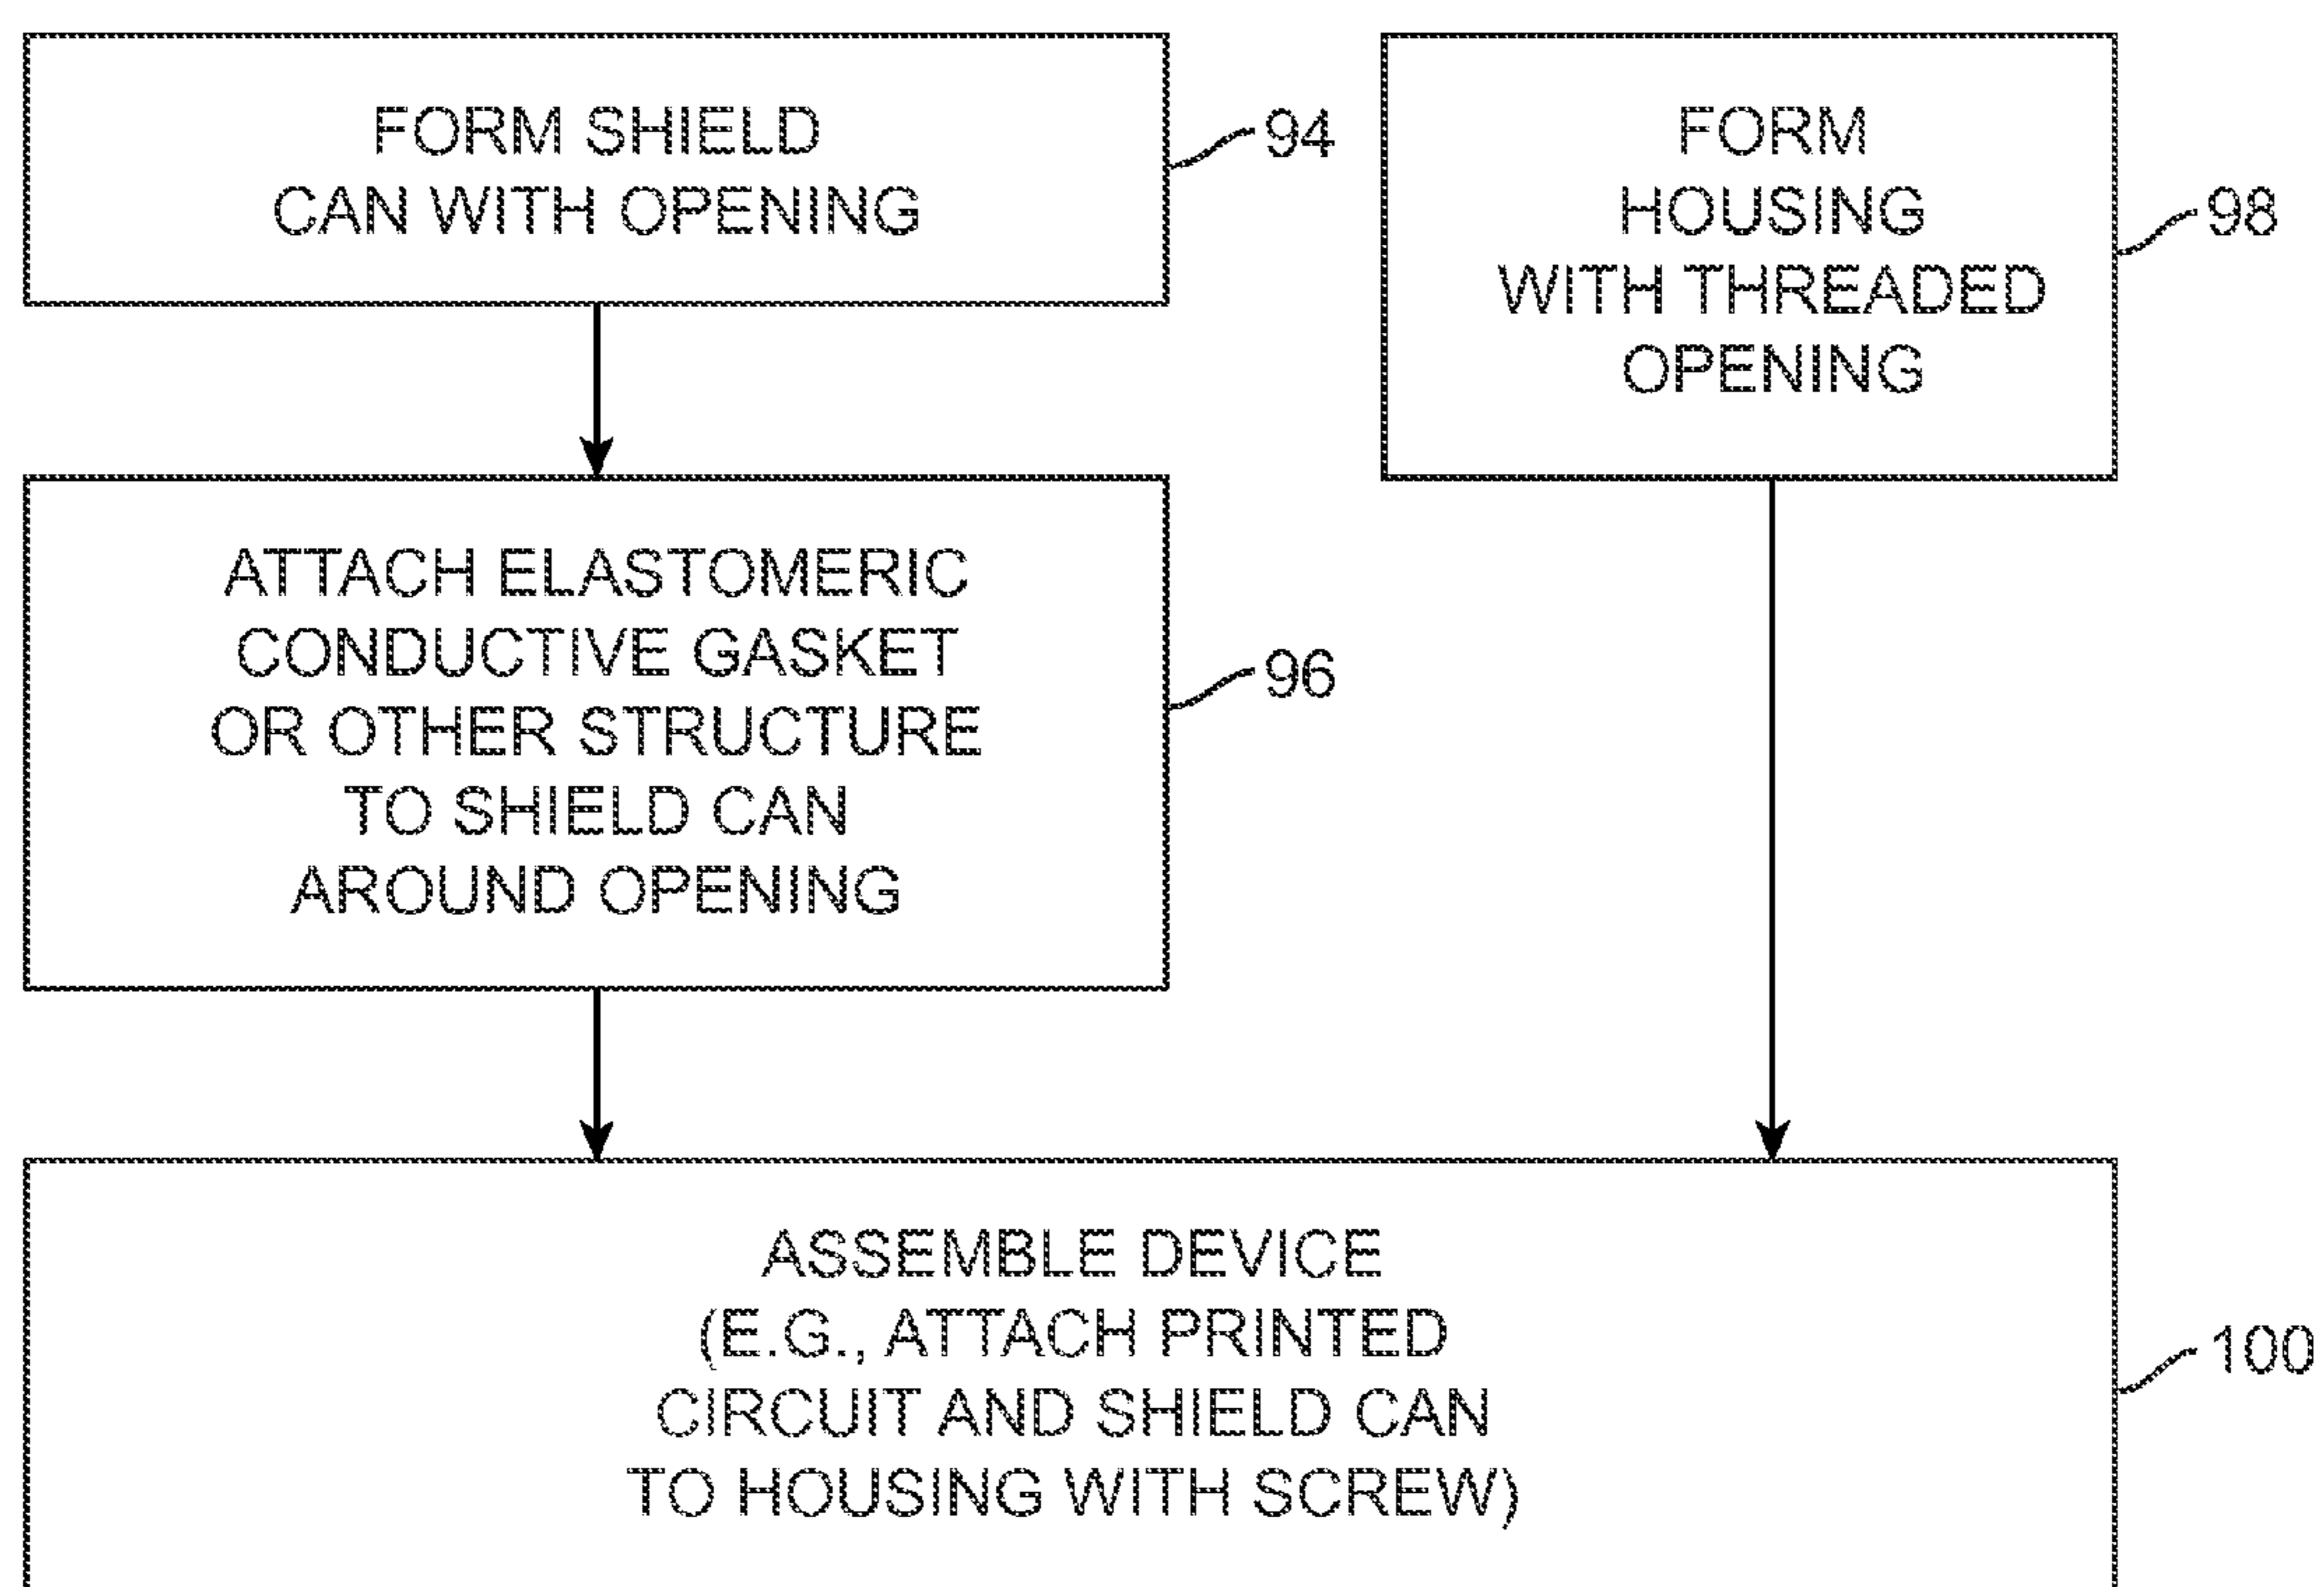 FORM SHIELD
CAN WITH OPENING
94
FORM
HOUSING
WITH THREADED
OPENING
98
ATTACH ELASTOMERIC
CONDUCTIVE GASKET
OR OTHER STRUCTURE
TO SHIELD CAN
AROUND OPENING
96
ASSEMBLE DEVICE
(E.G., ATTACH PRINTED
CIRCUIT AND SHIELD CAN
TO HOUSING WITH SCREW)
100